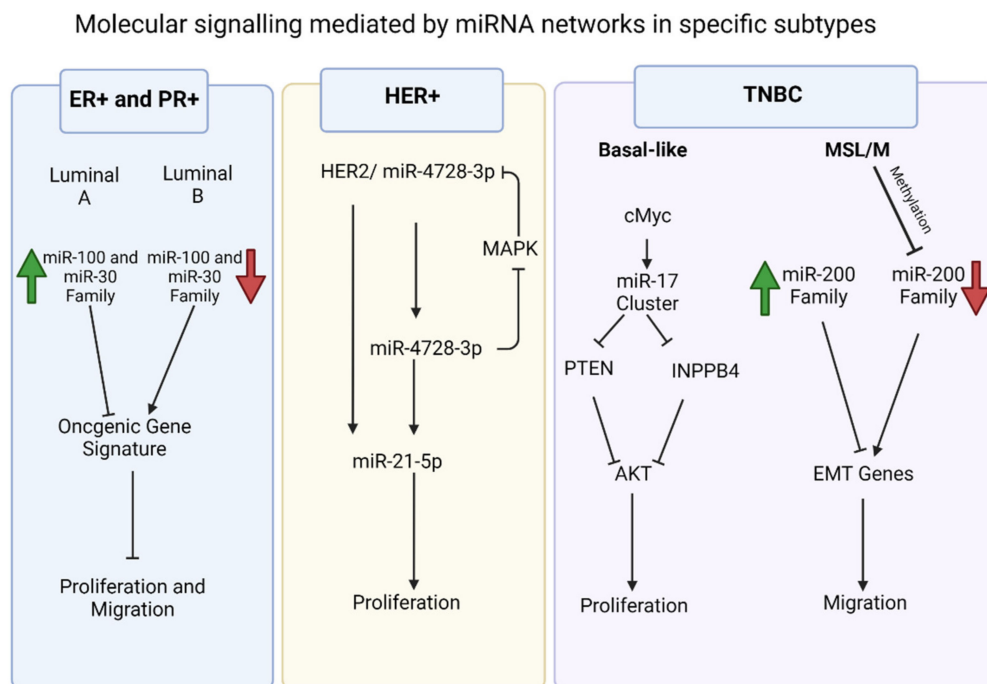 Molecular signalling mediated by miRNA networks in specific subtypes
ER+ and PR+
Luminal
A
Luminal
B
miR-100 and
miR-30
Family
miR-100 and
miR-30
Family
Oncgenic Gene
Signature
Proliferation and
Migration
HER+
HER2/ miR-4728-3p
MAPK
miR-4728-3p
miR-21-5p
Proliferation
TNBC
Basal-like
cMyc
miR-17
Cluster
PTEN
INPPB4
AKT
Proliferation
MSL/M
Methylation
miR-200
Family
miR-200
Family
EMT Genes
Migration